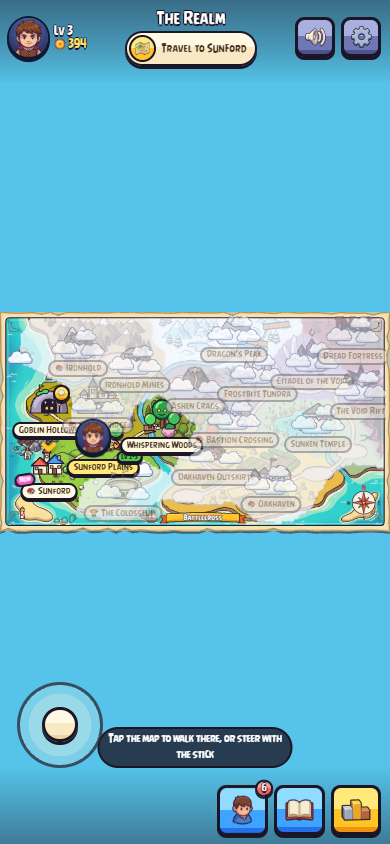 The Realm
Lv 3
394
Travel to Sunford
Dragon's Peak
Dread Fortress
Ironhold
Ironhold Mines
Citadel of the Void
Frostbite Tundra
Ashen Crags
The Void Rift
Goblin Hollow
Whispering Woods
Bastion Crossing
Sunken Temple
Sunford Plains
Oakhaven Outskirts
Sunford
Oakhaven
The Colosseum
Battlecross
Tap the map to walk there, or steer with
the stick
6